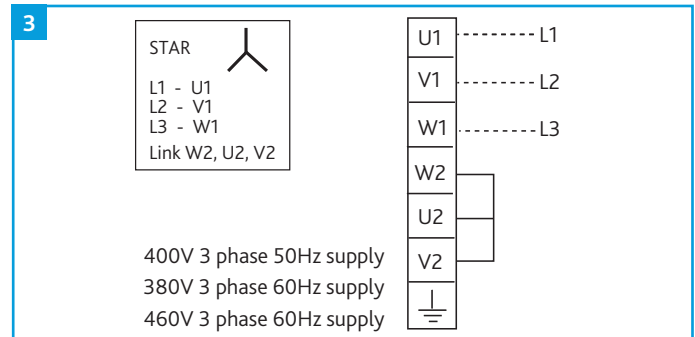 3
STAR
L1 - U1
L2 - V1
L3 - W1
Link W2, U2, V2
400V 3 phase 50Hz supply
380V 3 phase 60Hz supply
460V 3 phase 60Hz supply
U1 L1
V1 L2
W1 L3
W2
U2
V2